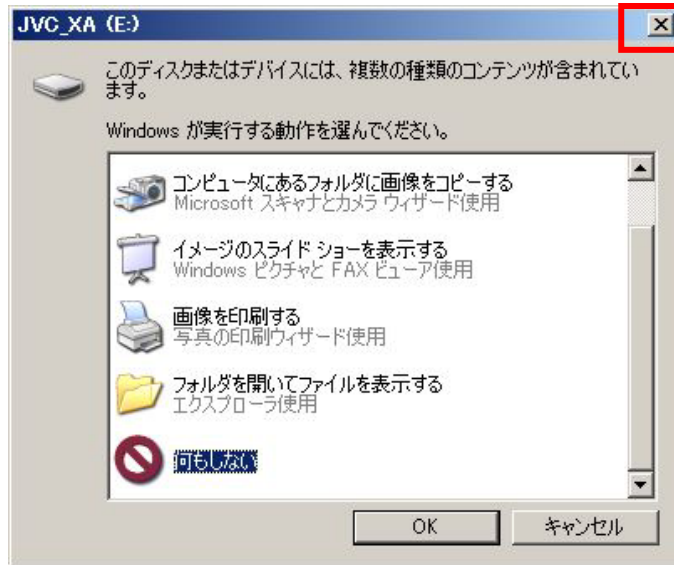 JVC_XA (E:)
このディスクまたはデバイスには、複数の種類のコンテンツが含まれてい
ます。
Windows が実行する動作を選んでください。
コンピュータにあるフォルダに画像をコピーする
Microsoft スキャナとカメラ ウィザード使用
イメージのスライド ショーを表示する
Windows ピクチャと FAX ビューア使用
画像を印刷する
写真の印刷ウィザード使用
フォルダを開いてファイルを表示する
エクスプローラ使用
何もしない
OK
キャンセル